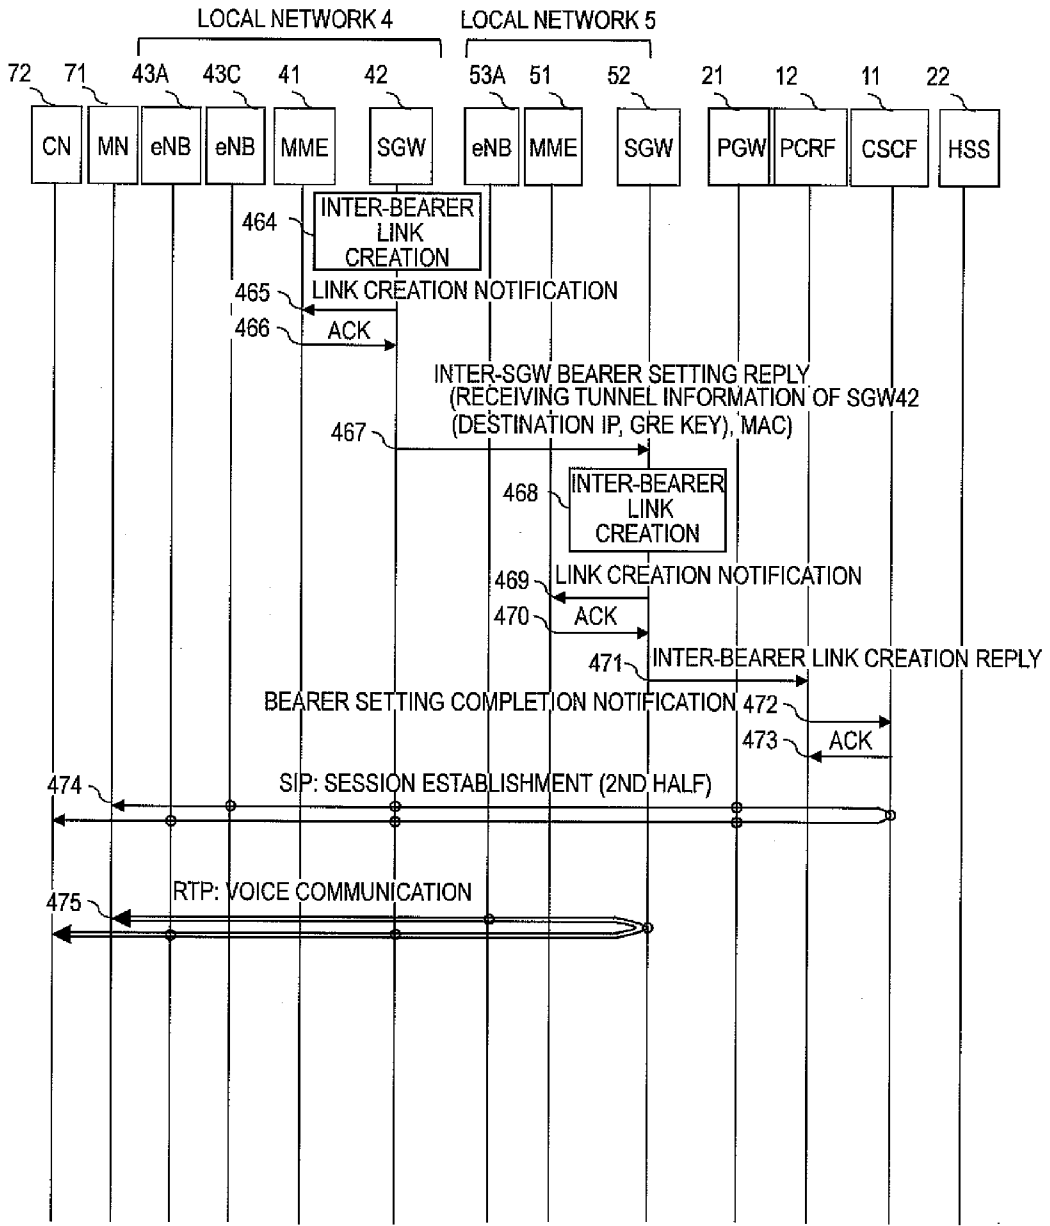 LOCAL NETWORK 4
LOCAL NETWORK 5
72 71 43A 43C 41 42 53A 51 52 21 12 11 22
CN MN eNB eNB MME SGW eNB MME SGW PGW PCRF CSCF HSS
464
INTER-BEARER
LINK
CREATION
465
LINK CREATION NOTIFICATION
466
ACK
INTER-SGW BEARER SETTING REPLY
(RECEIVING TUNNEL INFORMATION OF SGW42
(DESTINATION IP, GRE KEY), MAC)
467
468
INTER-BEARER
LINK
CREATION
LINK CREATION NOTIFICATION
469
470
ACK
471
INTER-BEARER LINK CREATION REPLY
BEARER SETTING COMPLETION NOTIFICATION
472
473
ACK
474
SIP: SESSION ESTABLISHMENT (2ND HALF)
475
RTP: VOICE COMMUNICATION